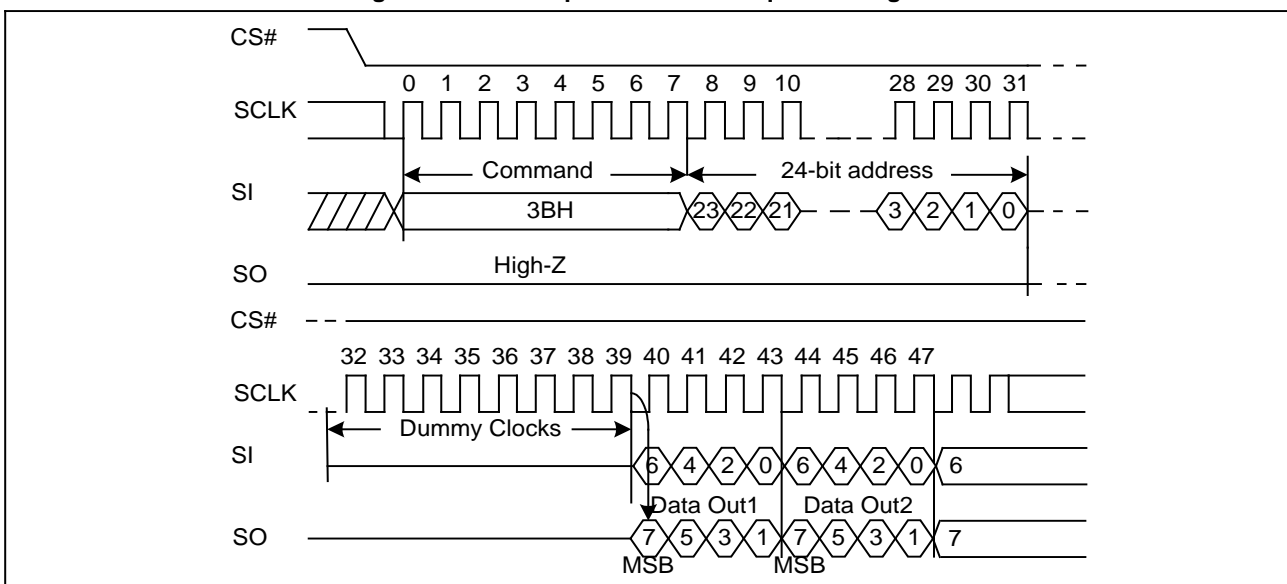 CS#
0 1 2 3 4 5 6 7 8 9 10 28 29 30 31
SCLK
Command 24-bit address
SI
3BH 23 22 21 3 2 1 0
High-Z
SO
CS#
32 33 34 35 36 37 38 39 40 41 42 43 44 45 46 47
SCLK
Dummy Clocks
SI
6 4 2 0 6 4 2 0 6
Data Out1 Data Out2
SO
7 5 3 1 7 5 3 1 7
MSB MSB